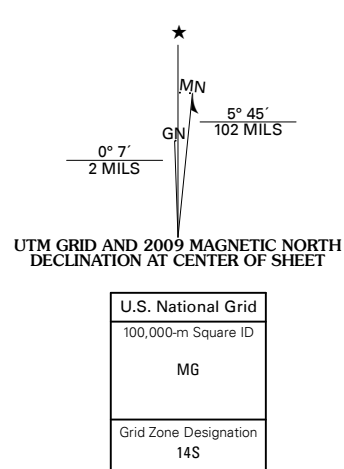 ★
MN
GN
5° 45´
102 MILS
0° 7´
2 MILS
UTM GRID AND 2009 MAGNETIC NORTH
DECLINATION AT CENTER OF SHEET
U.S. National Grid
100,000-m Square ID
MG
Grid Zone Designation
14S